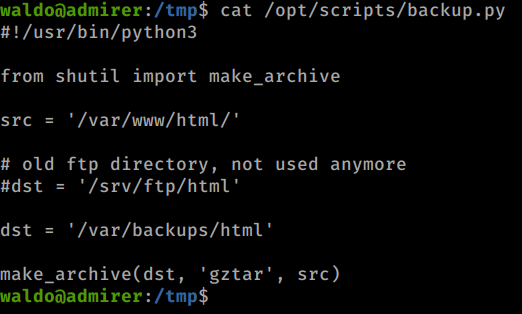 waldo@admirer:/tmp$ cat /opt/scripts/backup.py
#!/usr/bin/python3
from shutil import make_archive
src = '/var/www/html/'
# old ftp directory, not used anymore
#dst = '/srv/ftp/html'
dst = '/var/backups/html'
make_archive(dst, 'gztar', src)
waldo@admirer:/tmp$